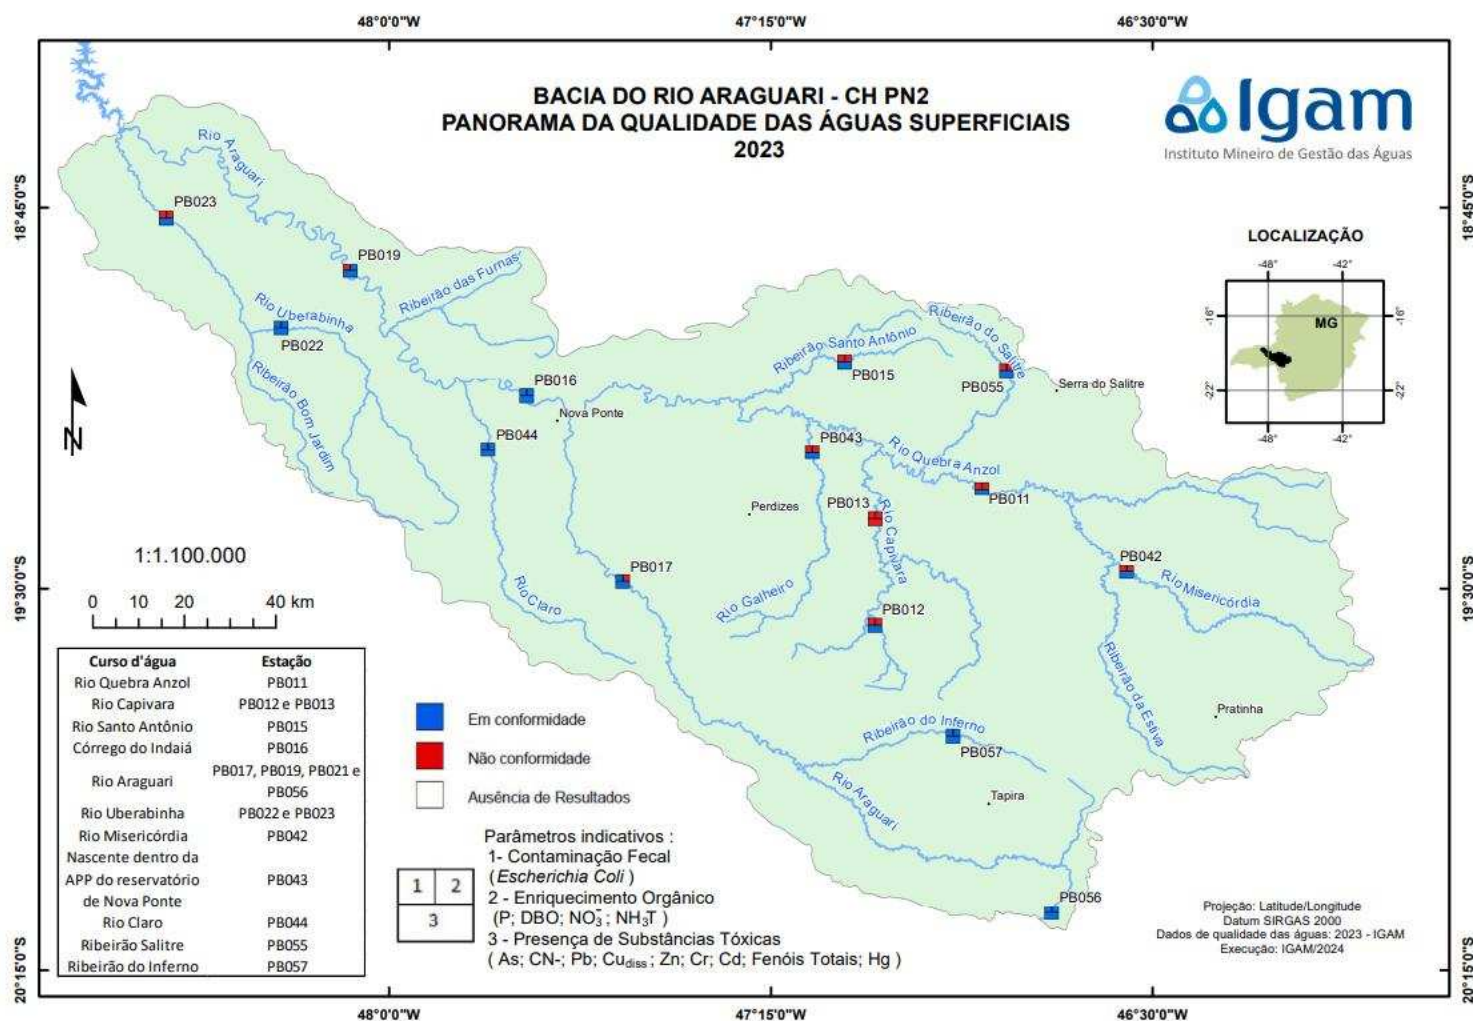 48°0'0"W
47°15'0"W
46°30'0"W
BACIA DO RIO ARAGUARI - CH PN2
PANORAMA DA QUALIDADE DAS ÁGUAS SUPERFICIAIS
2023
Igam
Instituto Mineiro de Gestão das Águas
18°45'0"S
18°45'0"S
LOCALIZAÇÃO
-48°
-42°
-16°
-16°
MG
-22°
-22°
-48°
-42°
Rio Araguari
PB023
PB019
Ribeirão das Furnas
Rio Uberabinha
PB022
Ribeirão Bom Jardim
Ribeirão Santo Antônio
Ribeirão do Salitre
PB015
PB055
Serra do Salitre
PB016
Nova Ponte
PB044
PB043
Rio Quebra Anzol
PB011
PB013
Perdizes
Rio Capivara
N
1:1.100.000
0 10 20 40 km
PB017
Rio Claro
Rio Galheiro
PB012
PB042
Rio Misericórdia
Ribeirão da Estiva
Pratinha
19°30'0"S
19°30'0"S
Ribeirão do Inferno
PB057
Rio Araguari
Tapira
PB056
Curso d'água Estação
Rio Quebra Anzol PB011
Rio Capivara PB012 e PB013
Rio Santo Antônio PB015
Córrego do Indaiá PB016
Rio Araguari PB017, PB019, PB021 e
PB056
Rio Uberabinha PB022 e PB023
Rio Misericórdia PB042
Nascente dentro da
APP do reservatório PB043
de Nova Ponte
Rio Claro PB044
Ribeirão Salitre PB055
Ribeirão do Inferno PB057
Em conformidade
Não conformidade
Ausência de Resultados
1 2
3
Parâmetros indicativos :
1- Contaminação Fecal
(Escherichia Coli )
2 - Enriquecimento Orgânico
(P; DBO; NO₃⁻; NH₃T )
3 - Presença de Substâncias Tóxicas
( As; CN-; Pb; Cu diss ; Zn; Cr; Cd; Fenóis Totais; Hg )
Projeção: Latitude/Longitude
Datum SIRGAS 2000
Dados de qualidade das águas: 2023 - IGAM
Execução: IGAM/2024
20°15'0"S
20°15'0"S
48°0'0"W
47°15'0"W
46°30'0"W